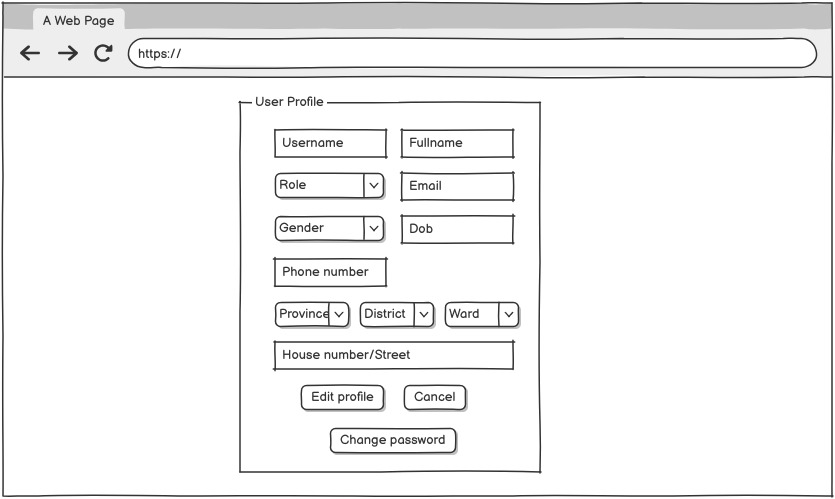 A Web Page
https://
User Profile
Username Fullname
Role Email
Gender Dob
Phone number
Province District Ward
House number/Street
Edit profile Cancel
Change password